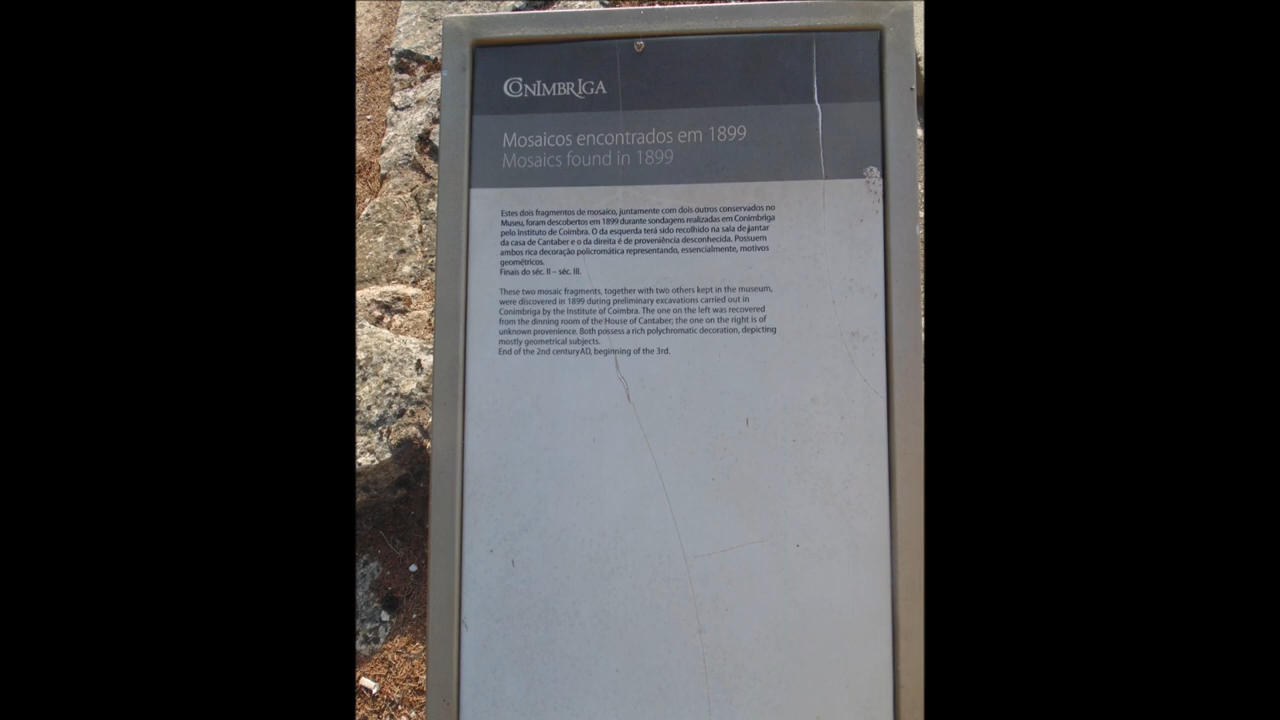 CONIMBRIGA
Mosaicos encontrados em 1899
Mosaics found in 1899
Estes dois fragmentos de mosaico, juntamente com dois outros conservados no
Museu, foram descobertos em 1899 durante sondagens realizadas em Conimbriga
pelo Instituto de Coimbra. O da esquerda terá sido recolhido na sala de jantar
da casa de Cantaber e o da direita é de proveniência desconhecida. Possuem
ambos rica decoração policromática representando, essencialmente, motivos
geométricos.
Finais do séc. II – séc. III.
These two mosaic fragments, together with two others kept in the museum,
were discovered in 1899 during preliminary excavations carried out in
Conimbriga by the Institute of Coimbra. The one on the left was recovered
from the dinning room of the House of Cantaber; the one on the right is of
unknown provenience. Both possess a rich polychromatic decoration, depicting
mostly geometrical subjects.
End of the 2nd century AD, beginning of the 3rd.